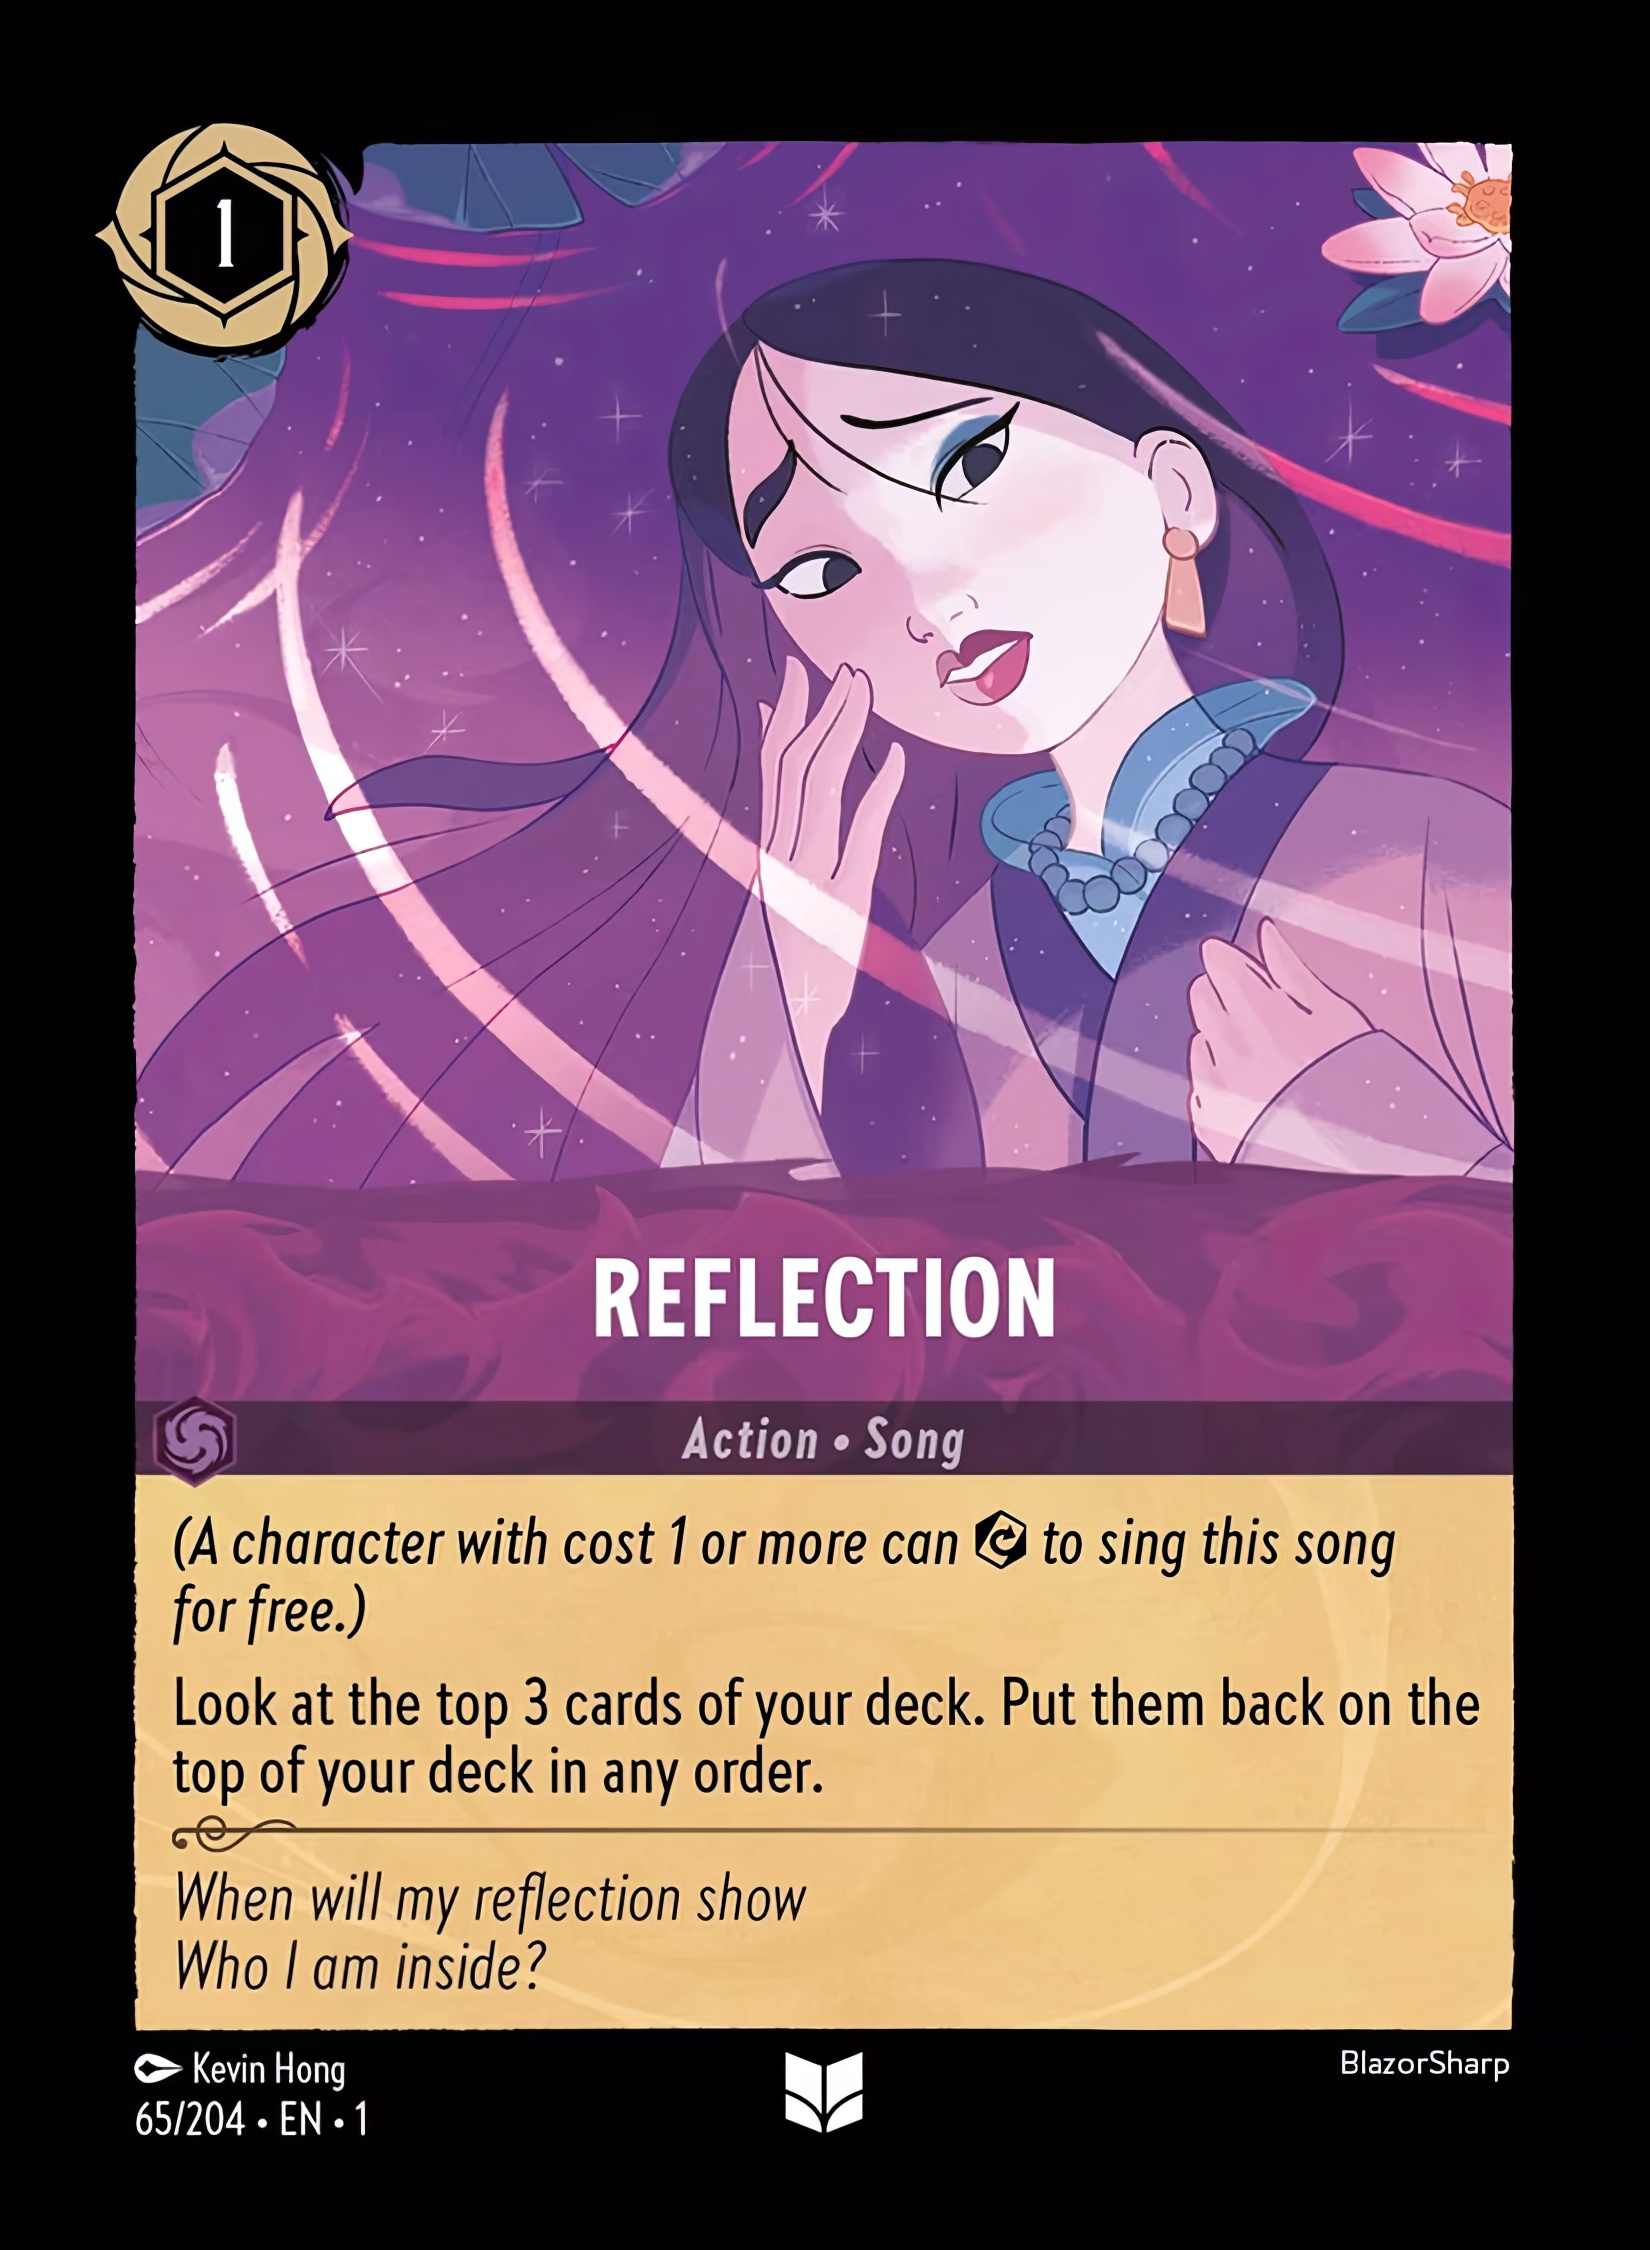 1
REFLECTION
Action • Song
(A character with cost 1 or more can to sing this song
for free.)
Look at the top 3 cards of your deck. Put them back on the
top of your deck in any order.
When will my reflection show
Who I am inside?
Kevin Hong
65/204 • EN • 1
BlazorSharp